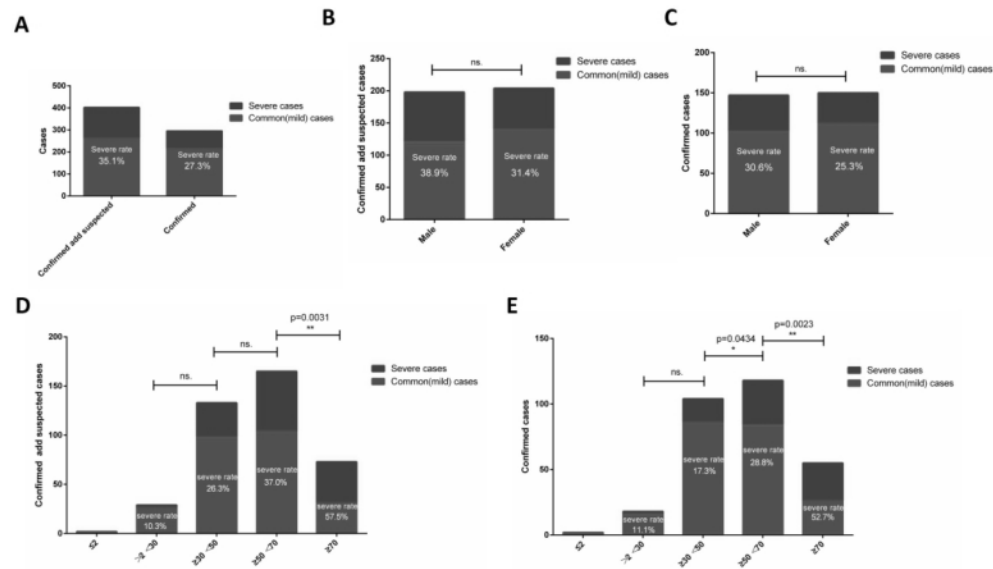 A
Cases
500
400
300
200
100
0
Severe rate
35.1%
Severe rate
27.3%
Confirmed add suspected
Confirmed
Severe cases
Common(mild) cases
B
Confirmed add suspected cases
250
200
150
100
50
0
ns.
Severe rate
38.9%
Severe rate
31.4%
Male
Female
Severe cases
Common(mild) cases
C
Confirmed cases
200
150
100
50
0
ns.
Severe rate
30.6%
Severe rate
25.3%
Male
Female
Severe cases
Common(mild) cases
D
Confirmed add suspected cases
200
150
100
50
0
ns.
ns.
p=0.0031
**
severe rate
10.3%
severe rate
26.3%
severe rate
37.0%
severe rate
57.5%
≤2
>2 <30
≥30 <50
≥50 <70
≥70
Severe cases
Common(mild) cases
E
Confirmed cases
150
100
50
0
ns.
p=0.0434
*
p=0.0023
**
severe rate
11.1%
severe rate
17.3%
severe rate
28.8%
severe rate
52.7%
≤2
>2 <30
≥30 <50
≥50 <70
≥70
Severe cases
Common(mild) cases